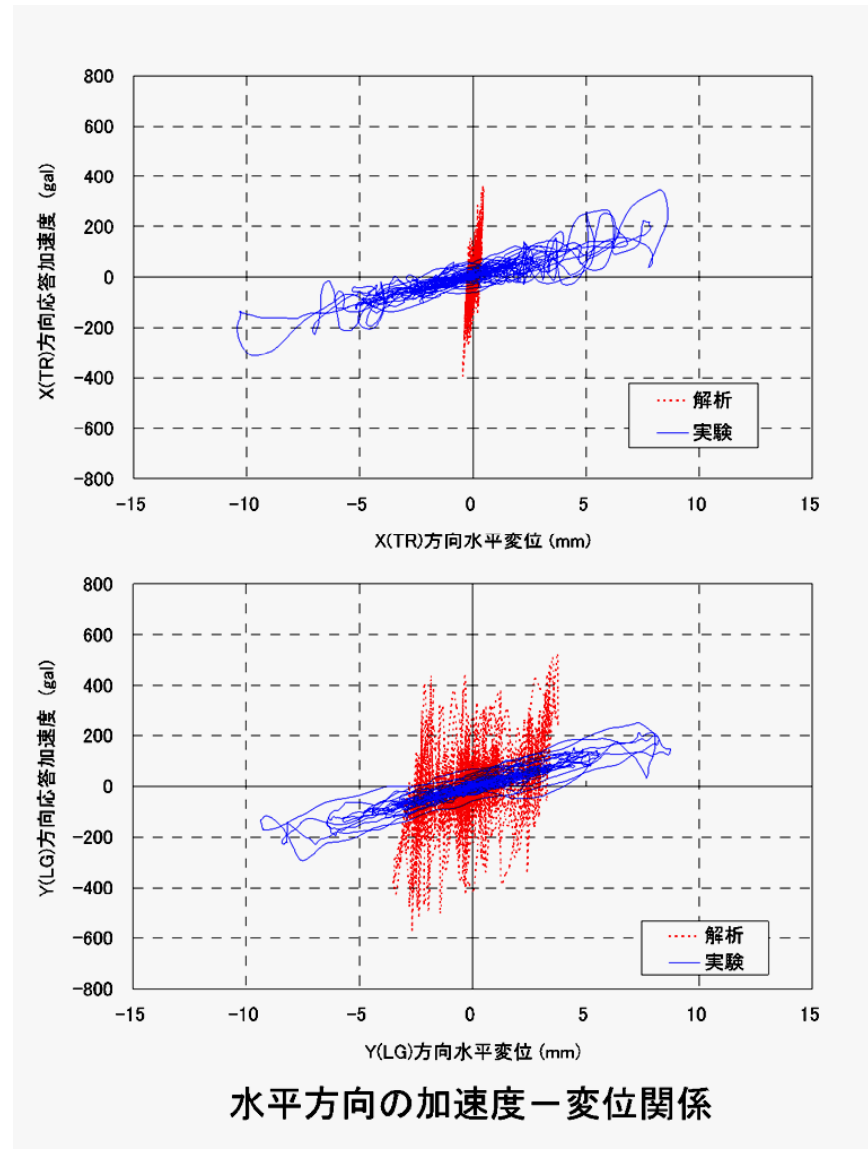 800
600
400
200
0
-200
-400
-600
-800
X(TR)方向応答加速度 (gal)
解析
実験
-15 -10 -5 0 5 10 15
X(TR)方向水平変位 (mm)
800
600
400
200
0
-200
-400
-600
-800
Y(LG)方向応答加速度 (gal)
解析
実験
-15 -10 -5 0 5 10 15
Y(LG)方向水平変位 (mm)
水平方向の加速度－変位関係